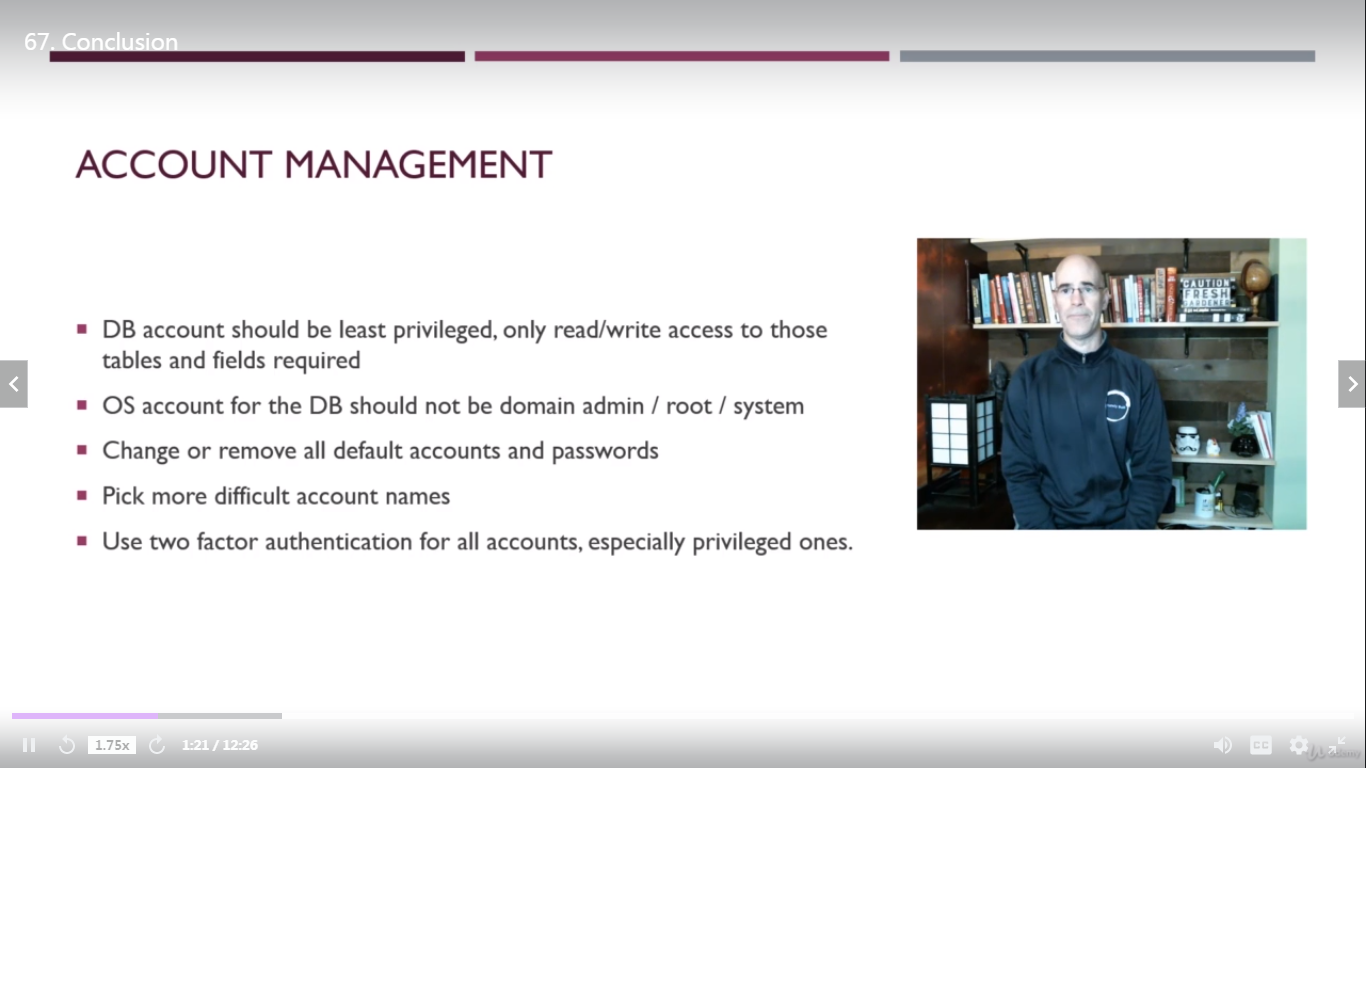 67. Conclusion
ACCOUNT MANAGEMENT
DB account should be least privileged, only read/write access to those
tables and fields required
OS account for the DB should not be domain admin / root / system
Change or remove all default accounts and passwords
Pick more difficult account names
Use two factor authentication for all accounts, especially privileged ones.
CAUTION
FRESH
GARDENER
1.75x
1:21 / 12:26
CC
Udemy